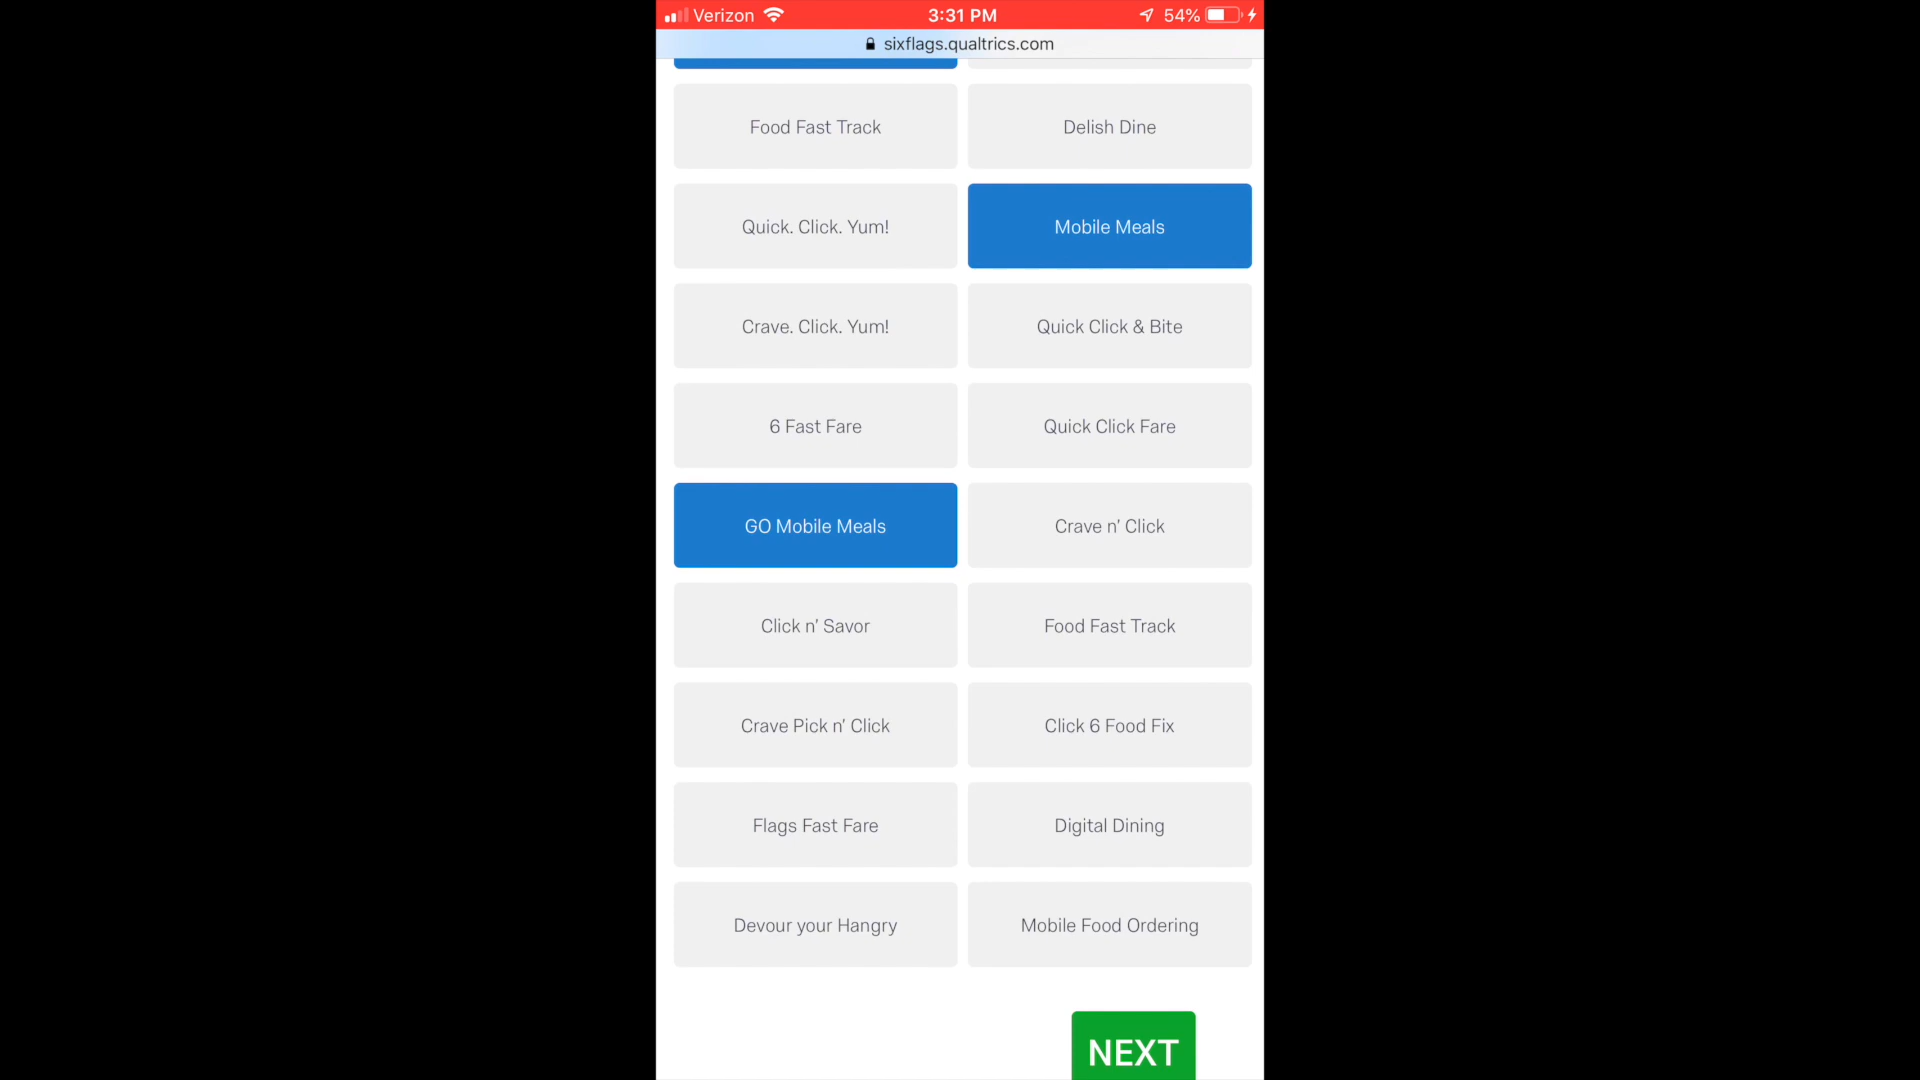 Verizon 3:31 PM 54%
sixflags.qualtrics.com
Food Fast Track
Delish Dine
Quick. Click. Yum!
Mobile Meals
Crave. Click. Yum!
Quick Click & Bite
6 Fast Fare
Quick Click Fare
GO Mobile Meals
Crave n’ Click
Click n’ Savor
Food Fast Track
Crave Pick n’ Click
Click 6 Food Fix
Flags Fast Fare
Digital Dining
Devour your Hangry
Mobile Food Ordering
NEXT